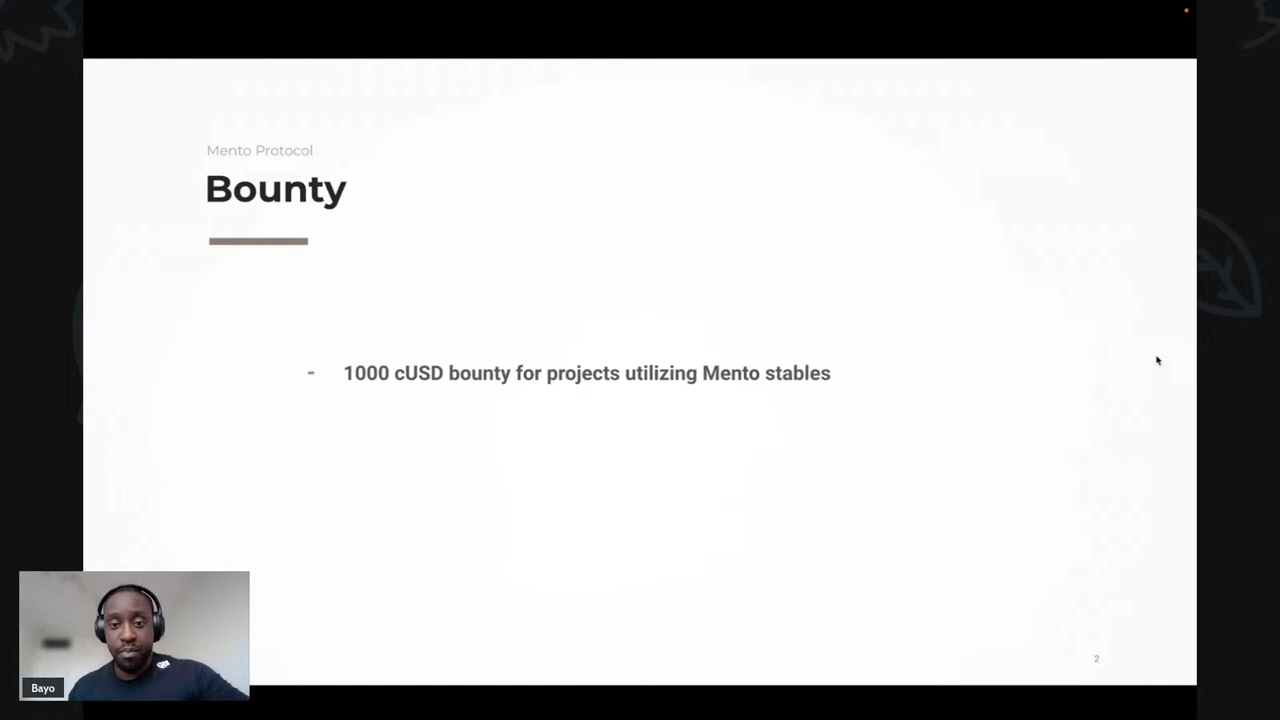 Mento Protocol
Bounty
- 1000 cUSD bounty for projects utilizing Mento stables
2
Bayo